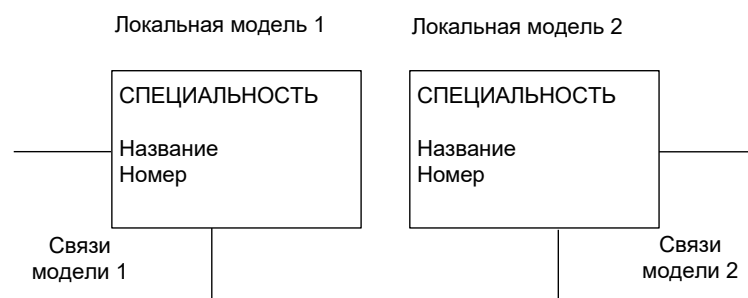 Локальная модель 1
Локальная модель 2
СПЕЦИАЛЬНОСТЬ
Название
Номер
СПЕЦИАЛЬНОСТЬ
Название
Номер
Связи
модели 1
Связи
модели 2